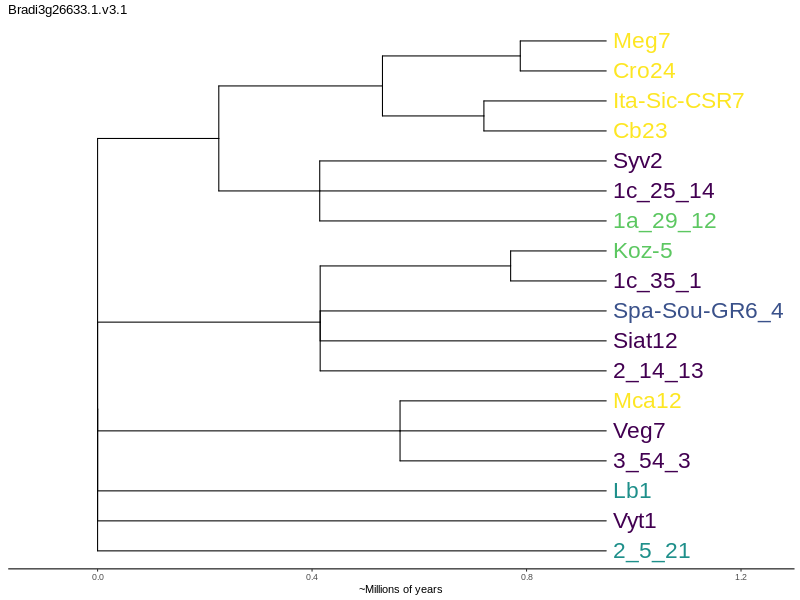 Bradi3g26633.1.v3.1
Meg7
Cro24
Ita-Sic-CSR7
Cb23
Syv2
1c_25_14
1a_29_12
Koz-5
1c_35_1
Spa-Sou-GR6_4
Siat12
2_14_13
Mca12
Veg7
3_54_3
Lb1
Vyt1
2_5_21
0.0 0.4 0.8 1.2
~Millions of years